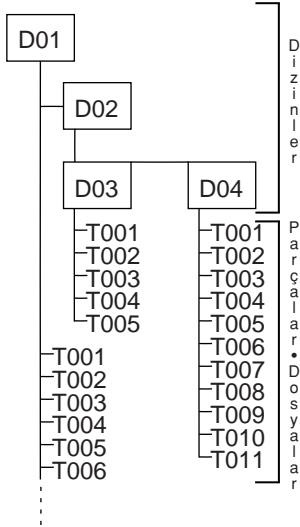 D01
D02
D03
D04
T001
T002
T003
T004
T005
T001
T002
T003
T004
T005
T006
T007
T008
T009
T010
T011
T001
T002
T003
T004
T005
T006
Dizinler
Parçalar • Dosyalar